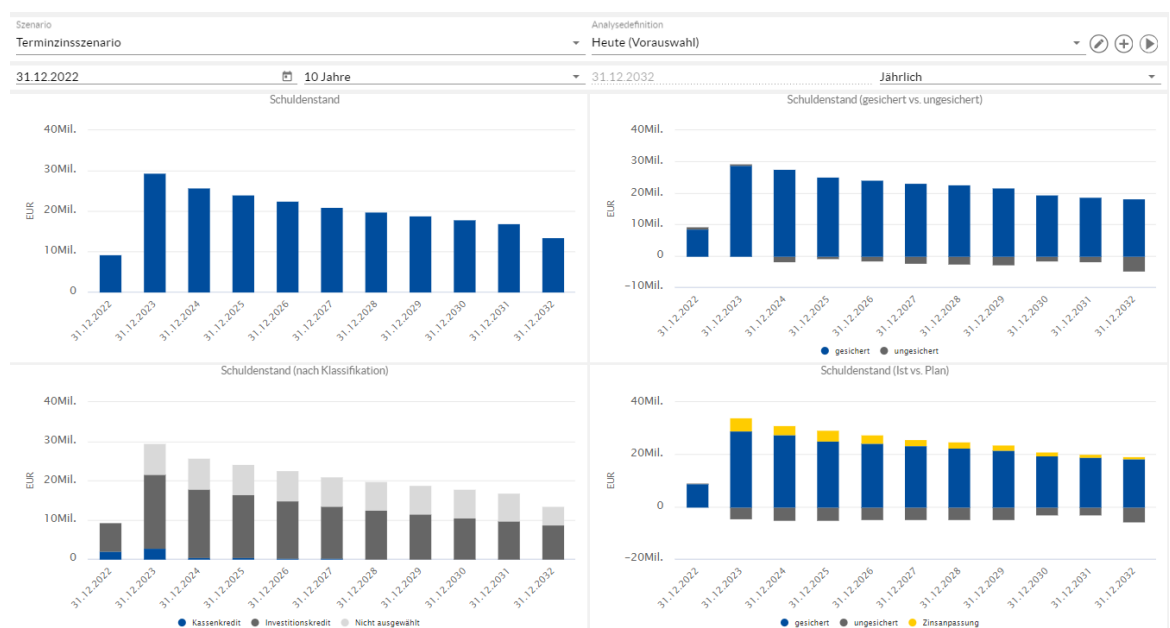 Szenario
Terminzinsszenario
Analysedefinition
Heute (Vorauswahl)
31.12.2022
10 Jahre
31.12.2032
Jährlich
Schuldenstand
EUR
40Mil.
30Mil.
20Mil.
10Mil.
0
31.12.2022 31.12.2023 31.12.2024 31.12.2025 31.12.2026 31.12.2027 31.12.2028 31.12.2029 31.12.2030 31.12.2031 31.12.2032
Schuldenstand (gesichert vs. ungesichert)
EUR
40Mil.
30Mil.
20Mil.
10Mil.
0
−10Mil.
31.12.2022 31.12.2023 31.12.2024 31.12.2025 31.12.2026 31.12.2027 31.12.2028 31.12.2029 31.12.2030 31.12.2031 31.12.2032
gesichert ungesichert
Schuldenstand (nach Klassifikation)
EUR
40Mil.
30Mil.
20Mil.
10Mil.
0
31.12.2022 31.12.2023 31.12.2024 31.12.2025 31.12.2026 31.12.2027 31.12.2028 31.12.2029 31.12.2030 31.12.2031 31.12.2032
Kassenkredit Investitionskredit Nicht ausgewählt
Schuldenstand (Ist vs. Plan)
EUR
40Mil.
20Mil.
0
−20Mil.
31.12.2022 31.12.2023 31.12.2024 31.12.2025 31.12.2026 31.12.2027 31.12.2028 31.12.2029 31.12.2030 31.12.2031 31.12.2032
gesichert ungesichert Zinsanpassung